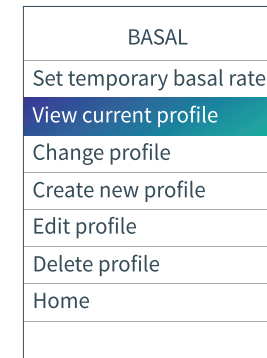 BASAL
Set temporary basal rate
View current profile
Change profile
Create new profile
Edit profile
Delete profile
Home